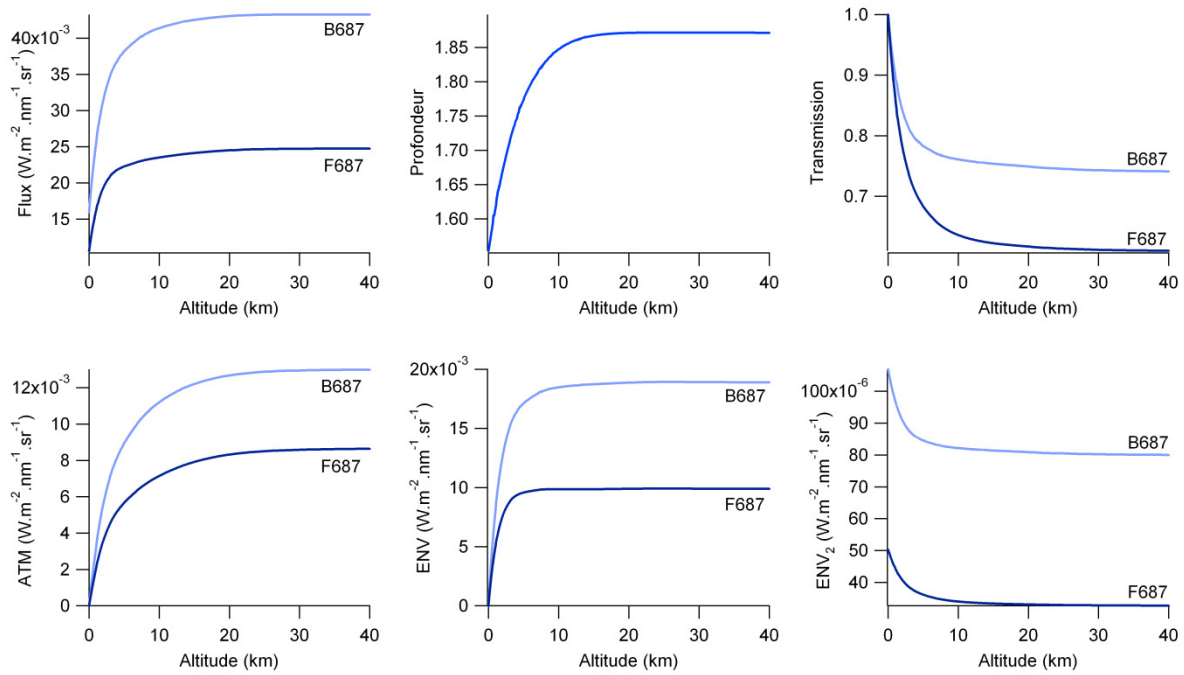 Flux (W.m⁻².nm⁻¹.sr⁻¹)
40x10⁻³
35
30
25
20
15
B687
F687
0 10 20 30 40
Altitude (km)
Profondeur
1.85
1.80
1.75
1.70
1.65
1.60
0 10 20 30 40
Altitude (km)
Transmission
1.0
0.9
0.8
0.7
B687
F687
0 10 20 30 40
Altitude (km)
ATM (W.m⁻².nm⁻¹.sr⁻¹)
12x10⁻³
10
8
6
4
2
0
B687
F687
0 10 20 30 40
Altitude (km)
ENV (W.m⁻².nm⁻¹.sr⁻¹)
20x10⁻³
15
10
5
0
B687
F687
0 10 20 30 40
Altitude (km)
ENV₂ (W.m⁻².nm⁻¹.sr⁻¹)
100x10⁻⁶
90
80
70
60
50
40
B687
F687
0 10 20 30 40
Altitude (km)